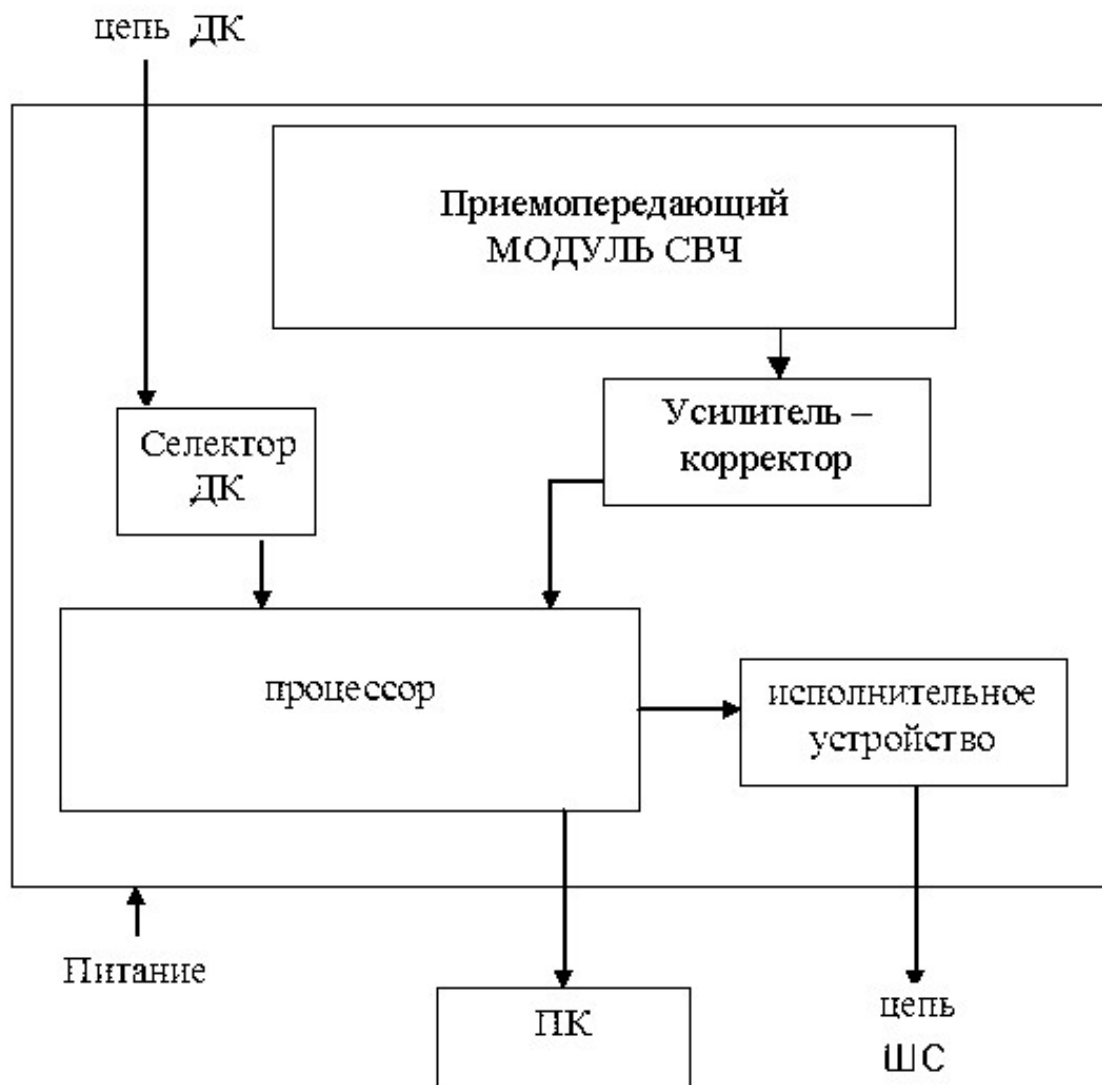 цепь ДК
Приемопередающий
МОДУЛЬ СВЧ
Усилитель –
корректор
Селектор
ДК
процессор
исполнительное
устройство
Питание
ПК
цепь
ШС